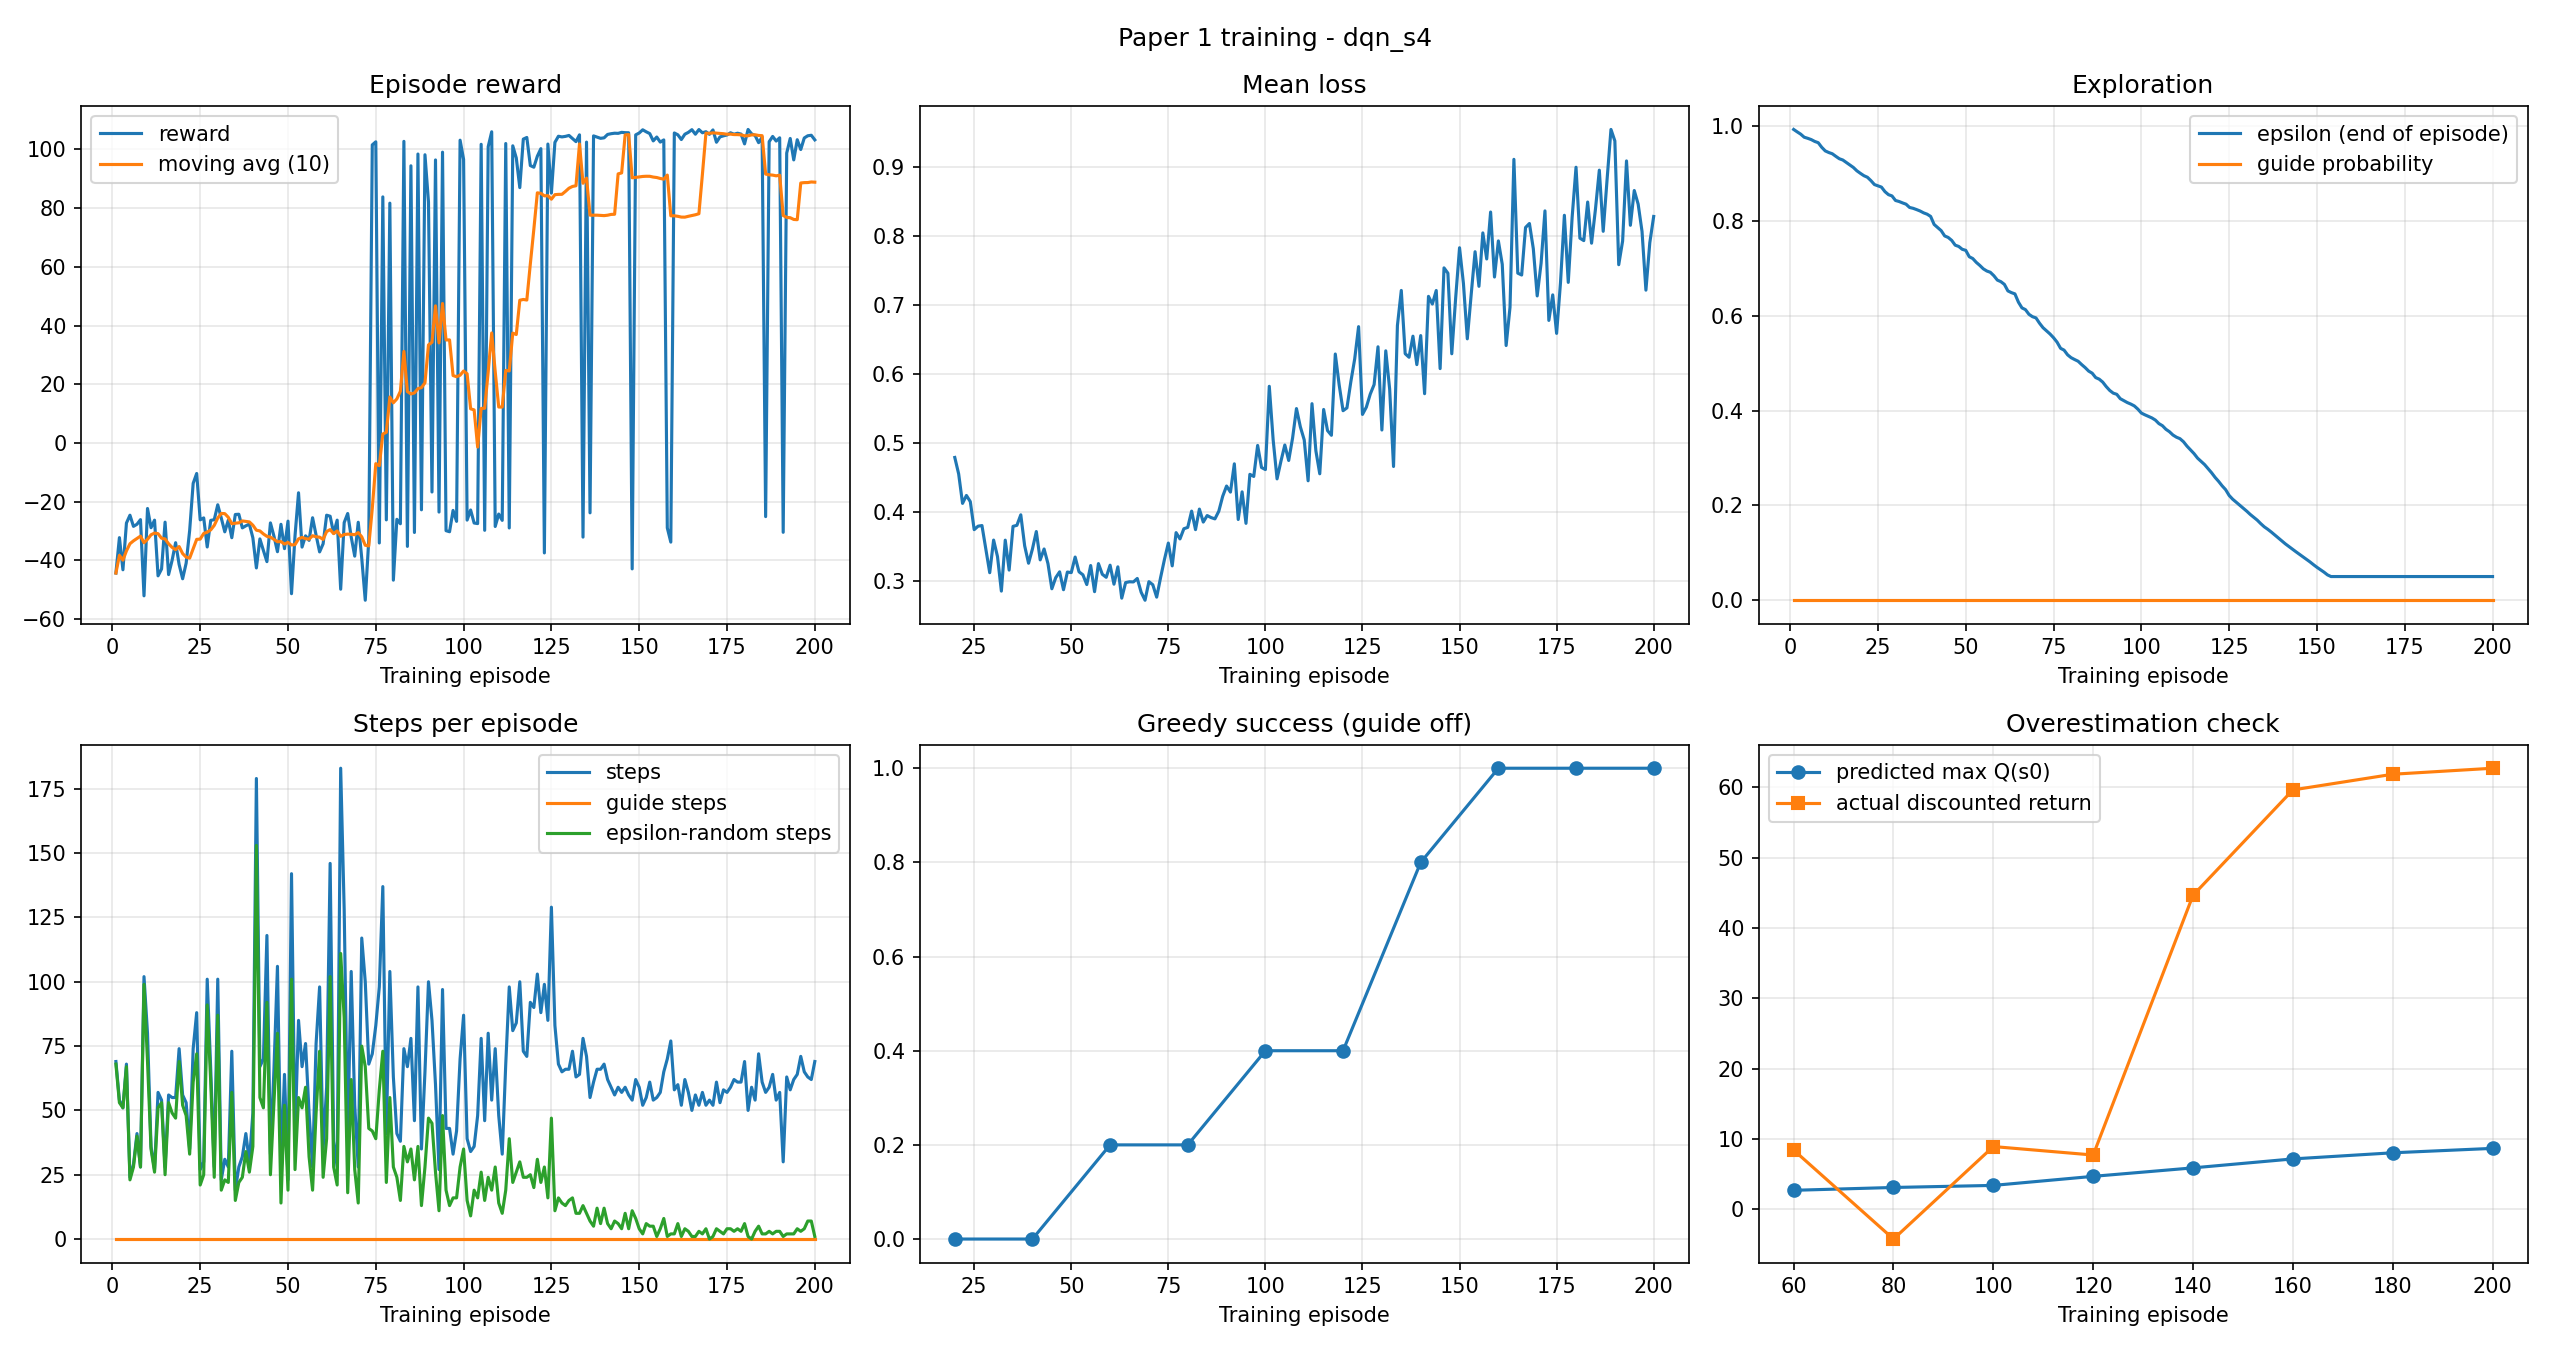 Paper 1 training - dqn_s4
Episode reward
reward
moving avg (10)
100
80
60
40
20
0
−20
−40
−60
0 25 50 75 100 125 150 175 200
Training episode
Mean loss
0.9
0.8
0.7
0.6
0.5
0.4
0.3
25 50 75 100 125 150 175 200
Training episode
Exploration
epsilon (end of episode)
guide probability
1.0
0.8
0.6
0.4
0.2
0.0
0 25 50 75 100 125 150 175 200
Training episode
Steps per episode
steps
guide steps
epsilon-random steps
175
150
125
100
75
50
25
0
0 25 50 75 100 125 150 175 200
Training episode
Greedy success (guide off)
1.0
0.8
0.6
0.4
0.2
0.0
25 50 75 100 125 150 175 200
Training episode
Overestimation check
predicted max Q(s0)
actual discounted return
60
50
40
30
20
10
0
60 80 100 120 140 160 180 200
Training episode